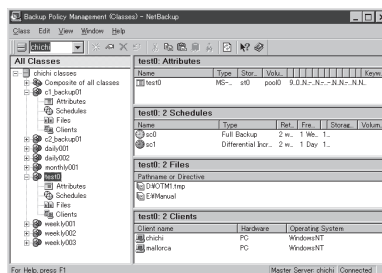 Backup Policy Management (Classes) - NetBackup
Class Edit View Window Help
chichi
All Classes
chichi classes
Composite of all classes
c1_backup01
Attributes
Schedules
Files
Clients
c2_backup01
daily001
daily002
monthly001
test0
Attributes
Schedules
Files
Clients
weekly001
weekly002
weekly003
test0: Attributes
Name Type Stor.. Volu.. Keyw..
test0 MS-.. st0 pool0
test0: 2 Schedules
Name Type Ret.. Fre... Storag.. Volum..
sc0 Full Backup 2 w... 1 We.. 1...
sc1 Differential Incr... 2 w... 1 Day 1...
test0: 2 Files
Pathname or Directive
D:¥OTM1.tmp
E:¥Manual
test0: 2 Clients
Client name Hardware Operating System
chichi PC WindowsNT
mallorca PC WindowsNT
For Help, press F1
Master Server: chichi Connected